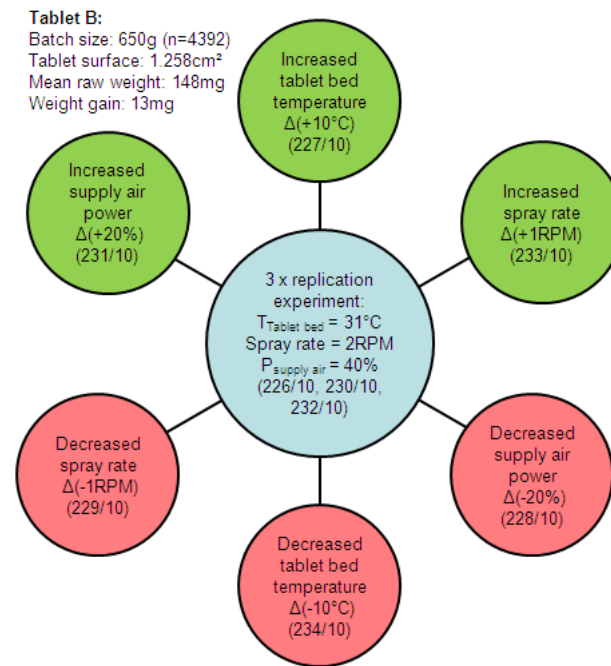 Tablet B:
Batch size: 650g (n=4392)
Tablet surface: 1.258cm²
Mean raw weight: 148mg
Weight gain: 13mg
Increased
tablet bed
temperature
Δ(+10°C)
(227/10)
Increased
supply air
power
Δ(+20%)
(231/10)
Increased
spray rate
Δ(+1RPM)
(233/10)
3 x replication
experiment:
TTablet bed = 31°C
Spray rate = 2RPM
Psupply air = 40%
(226/10, 230/10,
232/10)
Decreased
spray rate
Δ(-1RPM)
(229/10)
Decreased
supply air
power
Δ(-20%)
(228/10)
Decreased
tablet bed
temperature
Δ(-10°C)
(234/10)